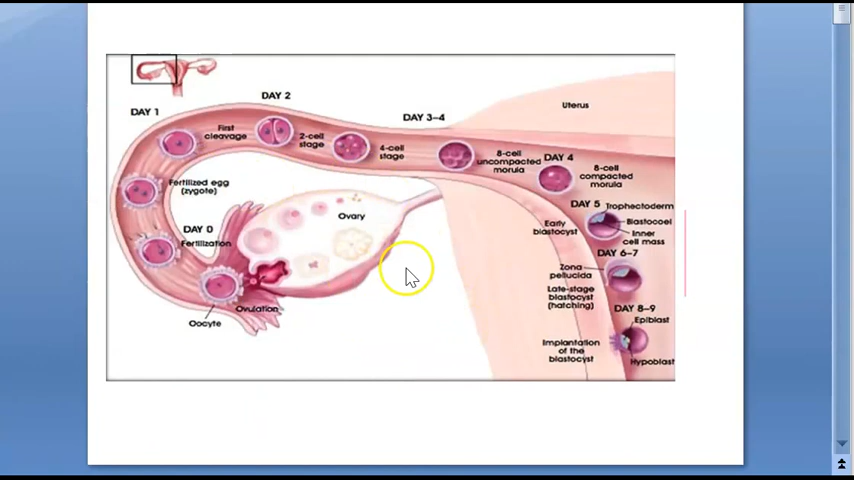 DAY 1
DAY 2
DAY 3–4
Uterus
First
cleavage
2-cell
stage
4-cell
stage
8-cell
uncompacted
morula
DAY 4
8-cell
compacted
morula
Fertilized egg
(zygote)
DAY 0
Fertilization
Ovary
DAY 5
Trophectoderm
Blastocoel
Inner
cell mass
Early
blastocyst
DAY 6–7
Zona
pellucida
Late-stage
blastocyst
(hatching)
DAY 8–9
Epiblast
Implantation
of the
blastocyst
Hypoblast
Ovulation
Oocyte